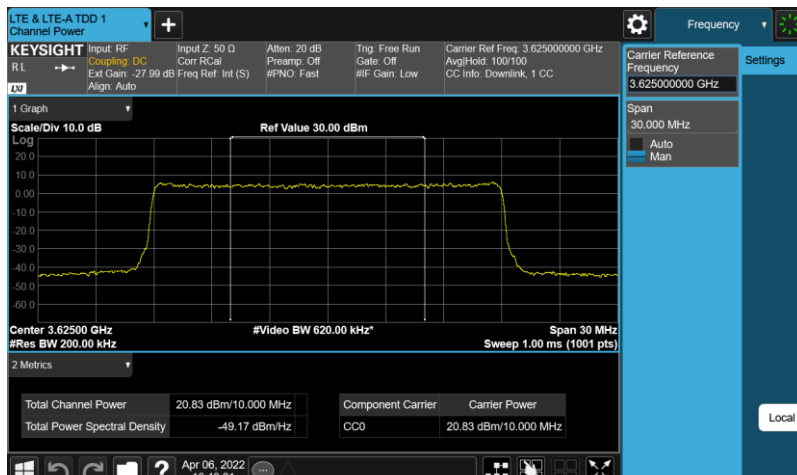 LTE & LTE-A TDD 1
Channel Power
Frequency
KEYSIGHT
R L
LXI
Input: RF
Coupling: DC
Ext Gain: -27.99 dB
Align: Auto
Input Z: 50 Ω
Corr RCal
Freq Ref: Int (S)
Atten: 20 dB
Preamp: Off
#PNO: Fast
Trig: Free Run
Gate: Off
#IF Gain: Low
Carrier Ref Freq: 3.625000000 GHz
Avg|Hold: 100/100
CC Info: Downlink, 1 CC
Carrier Reference
Frequency
3.625000000 GHz
Settings
Span
30.000 MHz
Auto
Man
1 Graph
Scale/Div 10.0 dB
Ref Value 30.00 dBm
Log
20.0
10.0
0.00
-10.0
-20.0
-30.0
-40.0
-50.0
-60.0
Center 3.62500 GHz
#Video BW 620.00 kHz*
Span 30 MHz
#Res BW 200.00 kHz
Sweep 1.00 ms (1001 pts)
2 Metrics
Total Channel Power 20.83 dBm/10.000 MHz
Total Power Spectral Density -49.17 dBm/Hz
Component Carrier Carrier Power
CC0 20.83 dBm/10.000 MHz
Local
Apr 06, 2022